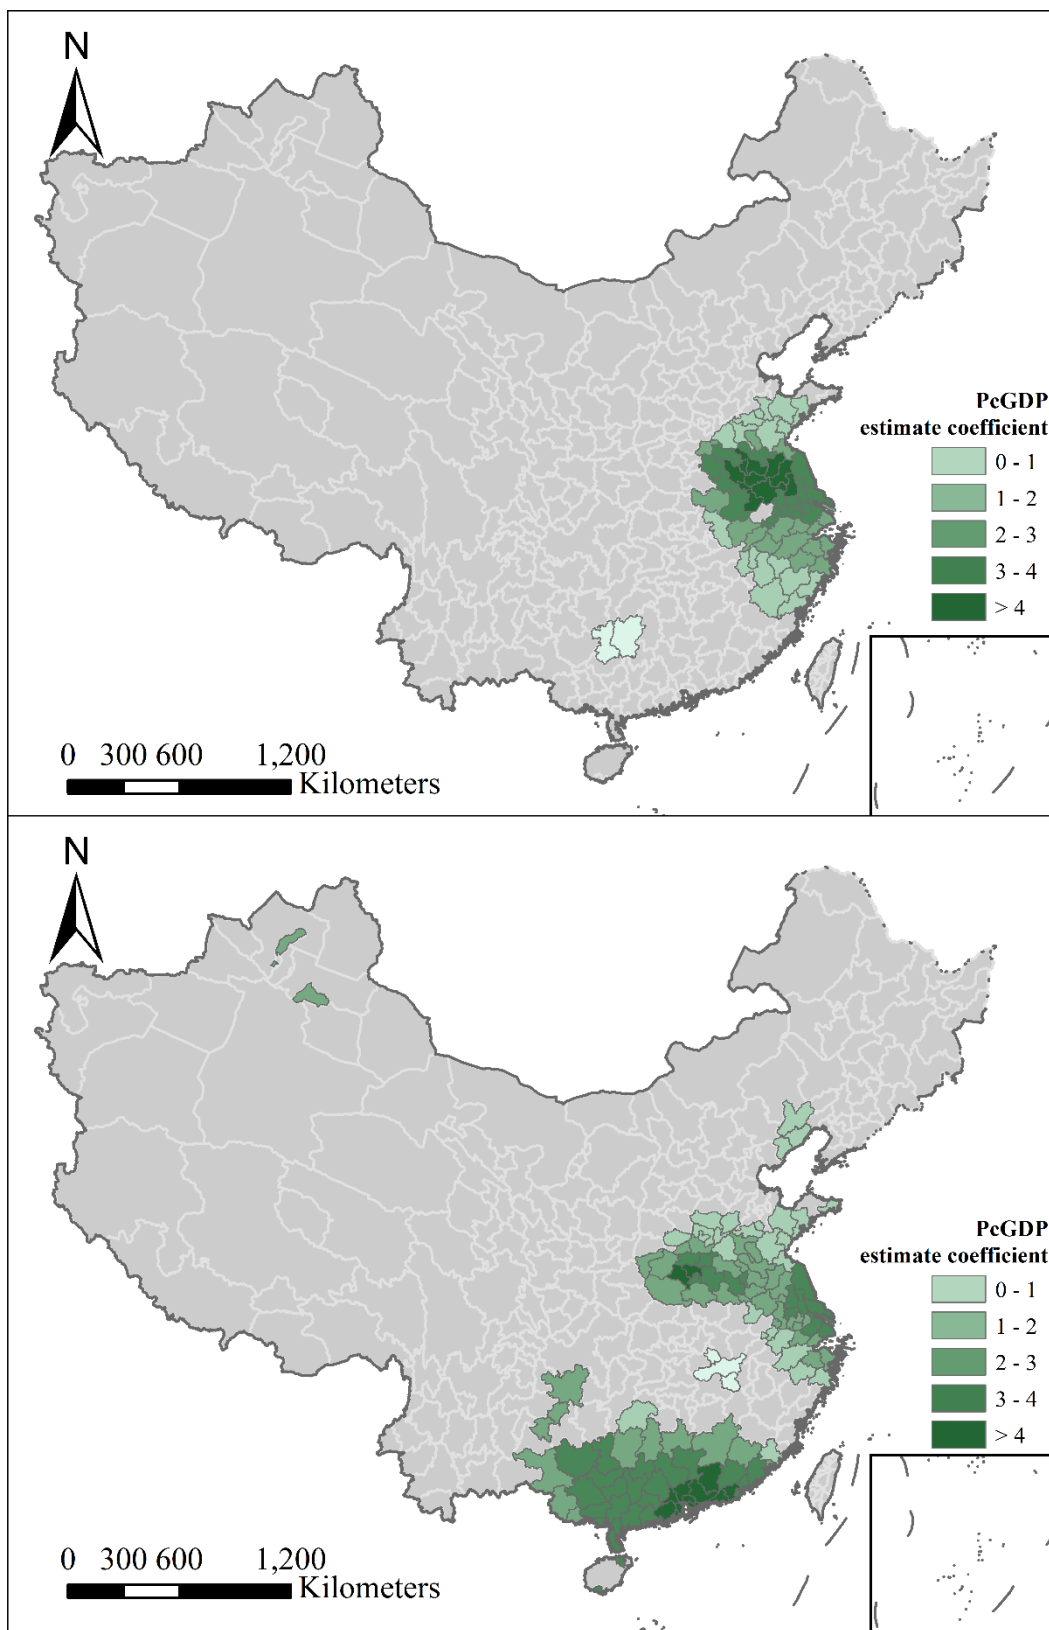 N
PcGDP
estimate coefficient
0 - 1
1 - 2
2 - 3
3 - 4
> 4
0 300 600 1,200
Kilometers
N
PcGDP
estimate coefficient
0 - 1
1 - 2
2 - 3
3 - 4
> 4
0 300 600 1,200
Kilometers